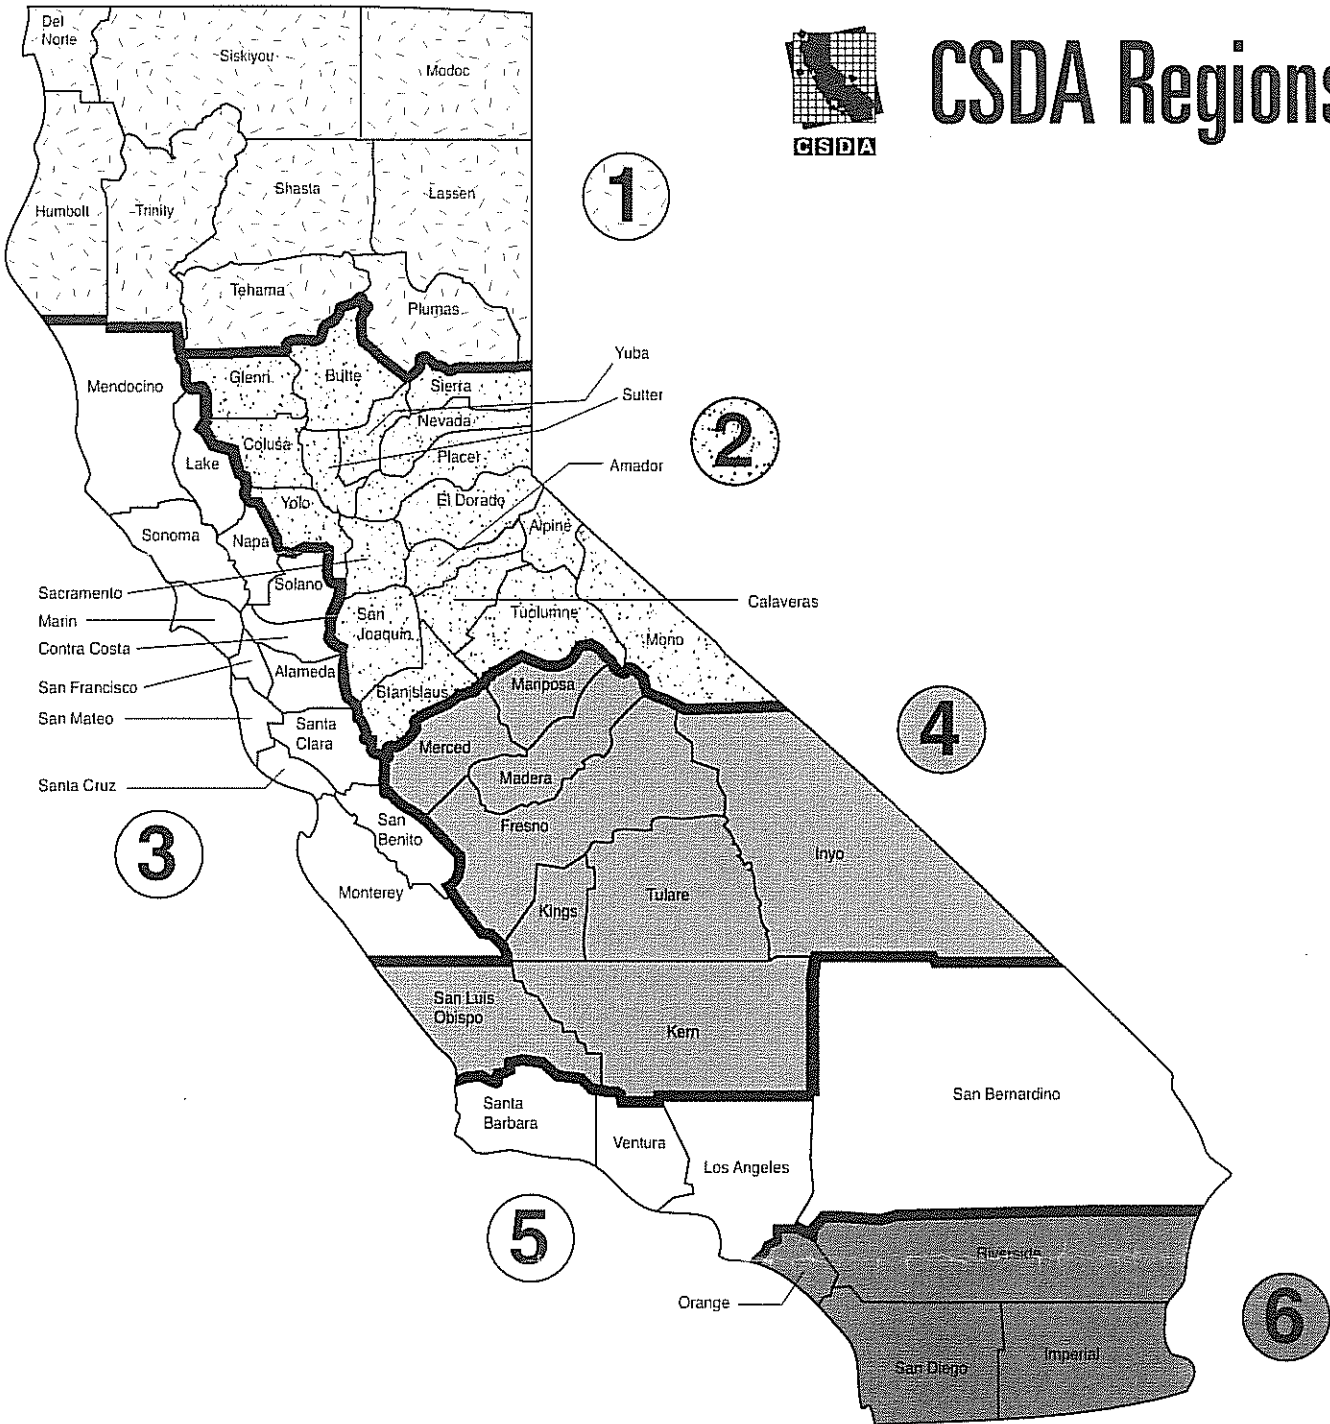 CSDA Regions
CSDA
Del
Norte
Siskiyou
Modoc
Humbolt
Trinity
Shasta
Lassen
1
Tehama
Plumas
Mendocino
Glenn
Butte
Sierra
Yuba
Sutter
Nevada
Colusa
Placer
2
Lake
Amador
Yolo
El Dorado
Alpine
Sonoma
Napa
Solano
Sacramento
Calaveras
Marin
San
Joaquin
Tuolumne
Mono
Contra Costa
Alameda
San Francisco
Stanislaus
Mariposa
San Mateo
Santa
Clara
Merced
4
Madera
Santa Cruz
San
Benito
Fresno
3
Inyo
Monterey
Kings
Tulare
San Luis
Obispo
Kern
San Bernardino
Santa
Barbara
Ventura
Los Angeles
5
Riverside
Orange
6
San Diego
Imperial